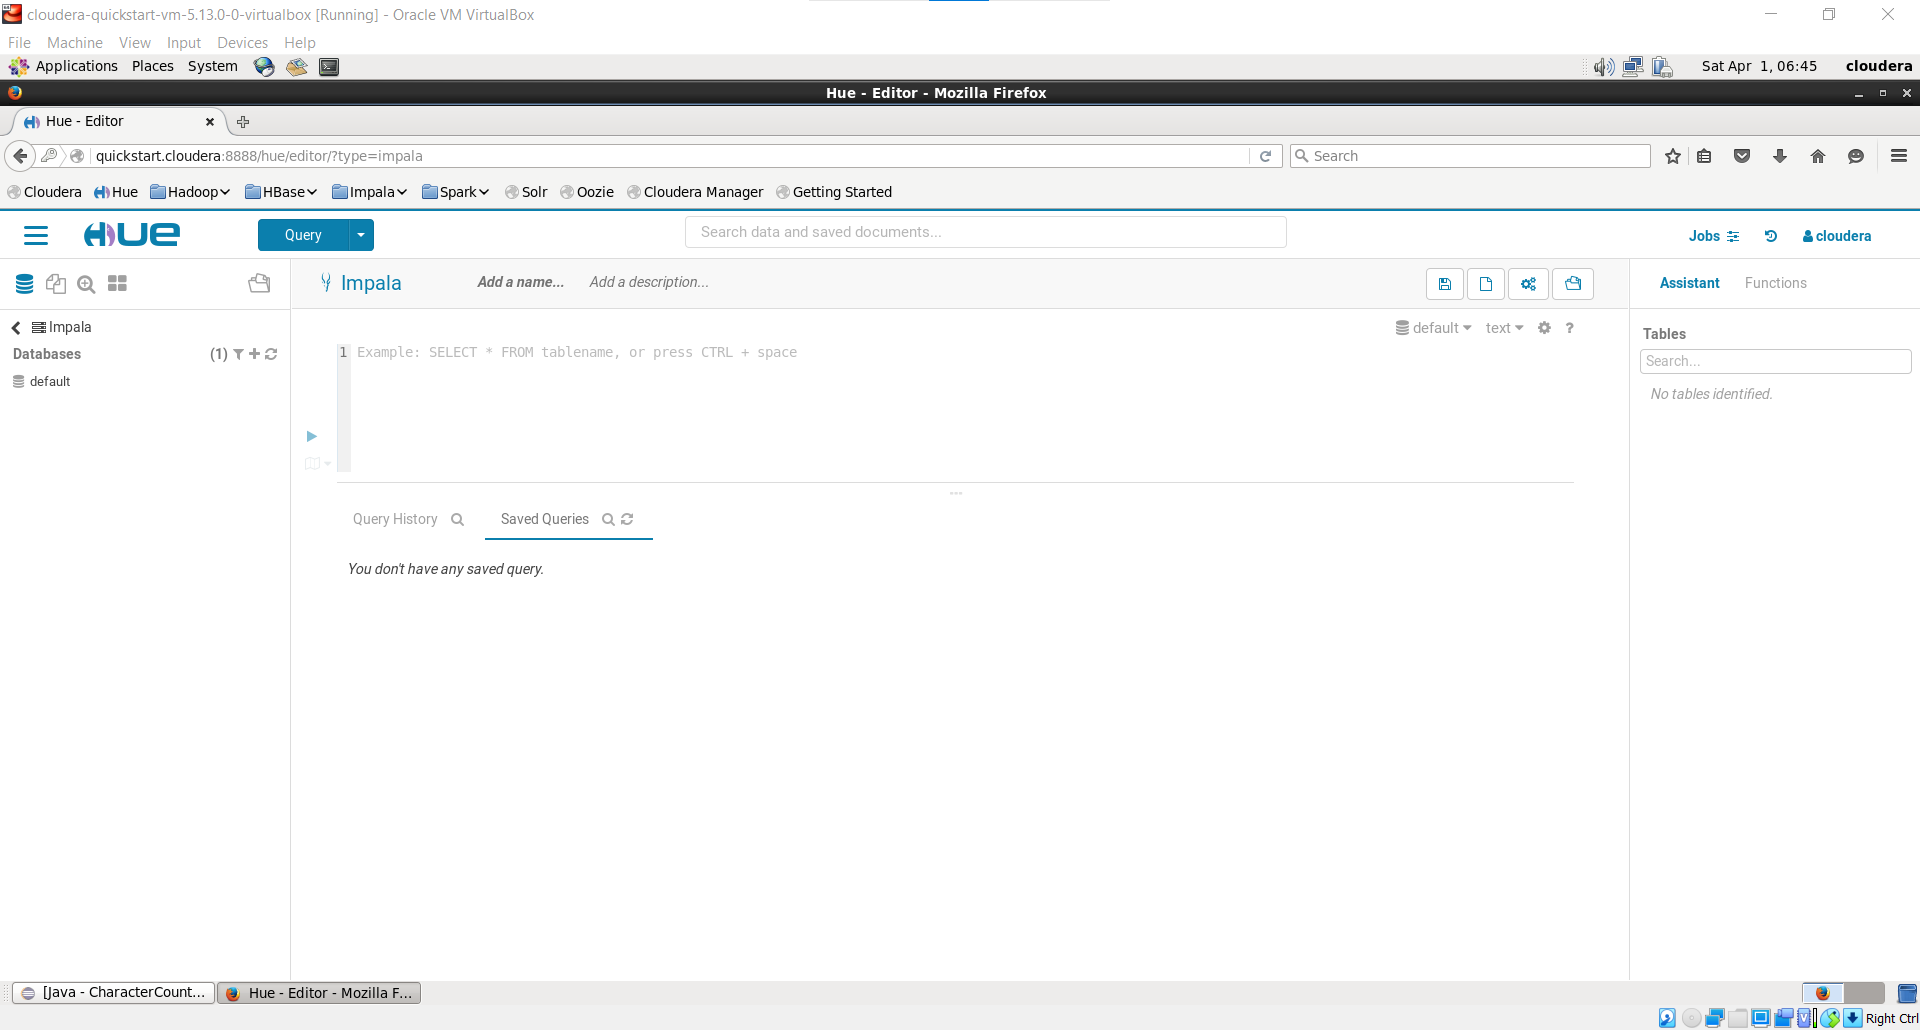 cloudera-quickstart-vm-5.13.0-0-virtualbox [Running] - Oracle VM VirtualBox
File Machine View Input Devices Help
Applications Places System Sat Apr 1, 06:45 cloudera
Hue - Editor - Mozilla Firefox
Hue - Editor
quickstart.cloudera:8888/hue/editor/?type=impala Search
Cloudera Hue Hadoop HBase Impala Spark Solr Oozie Cloudera Manager Getting Started
HUE Query Search data and saved documents... Jobs cloudera
Impala Add a name... Add a description... Assistant Functions
Impala default text ?
Databases (1) Tables
1 Example: SELECT * FROM tablename, or press CTRL + space Search...
default No tables identified.
Query History Saved Queries
You don't have any saved query.
[Java - CharacterCount... Hue - Editor - Mozilla F...
Right Ctrl